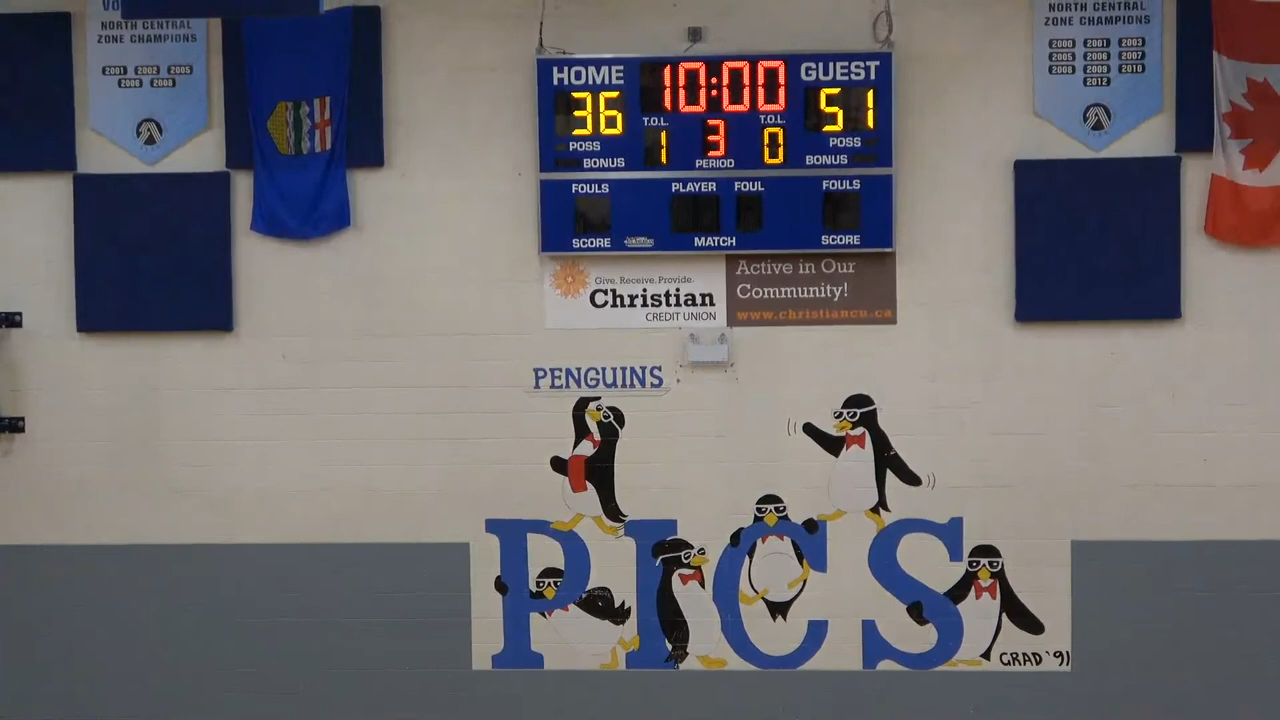 NORTH CENTRAL
ZONE CHAMPIONS
2001 2002 2005
2006 2008
NORTH CENTRAL
ZONE CHAMPIONS
2000 2001 2003
2005 2006 2007
2008 2009 2010
2012
HOME 10:00 GUEST
36 51
T.O.L. T.O.L.
1 3 0
POSS PERIOD POSS
BONUS BONUS
FOULS PLAYER FOUL FOULS
SCORE MATCH SCORE
Give. Receive. Provide.
Christian
CREDIT UNION
Active in Our
Community!
www.christiancu.ca
PENGUINS
PICS
GRAD '91